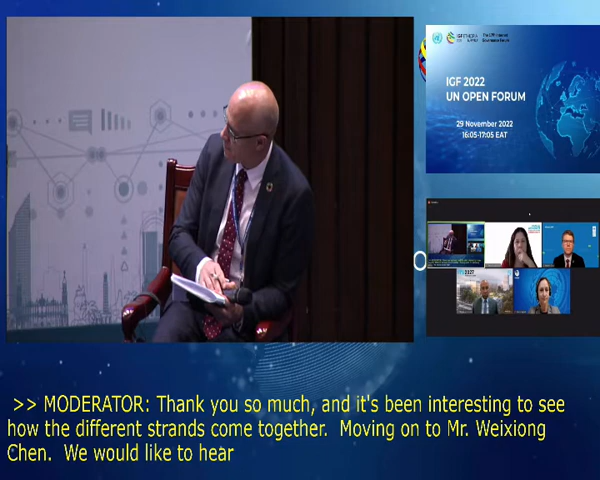 IGF 2022
UN OPEN FORUM
29 November 2022
16:05-17:05 EAT
>> MODERATOR: Thank you so much, and it's been interesting to see
how the different strands come together. Moving on to Mr. Weixiong
Chen. We would like to hear